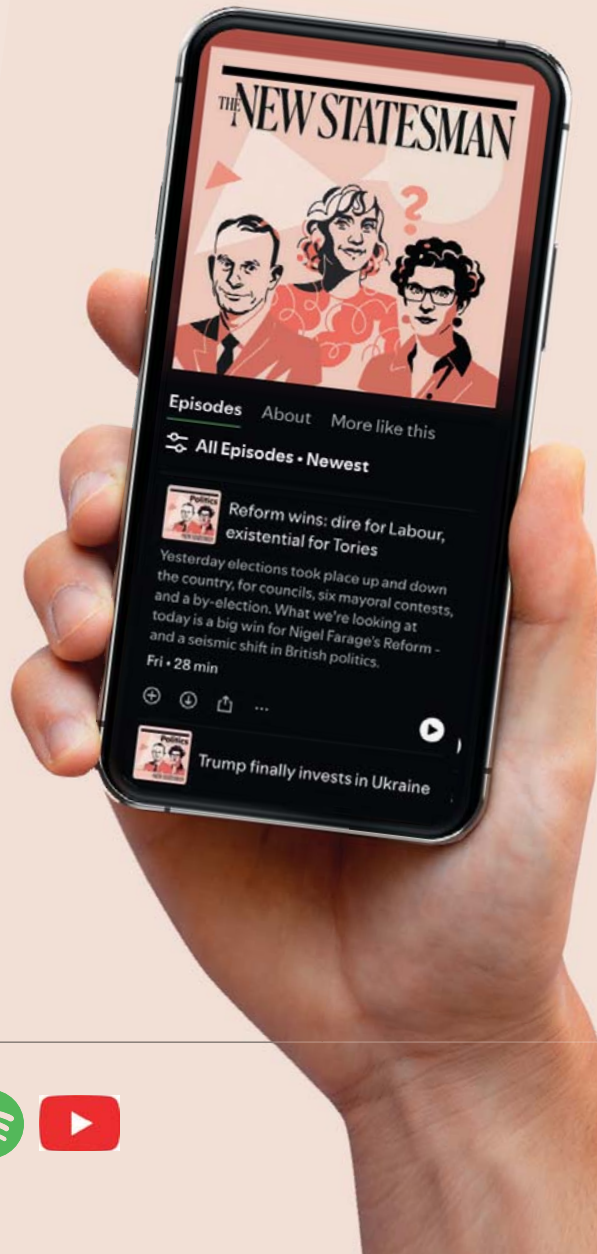 THE NEW STATESMAN
?
Episodes About More like this
All Episodes • Newest
Politics
Reform wins: dire for Labour,
existential for Tories
Yesterday elections took place up and down
the country, for councils, six mayoral contests,
and a by-election. What we're looking at
today is a big win for Nigel Farage's Reform -
and a seismic shift in British politics.
Fri • 28 min
...
Politics
Trump finally invests in Ukraine